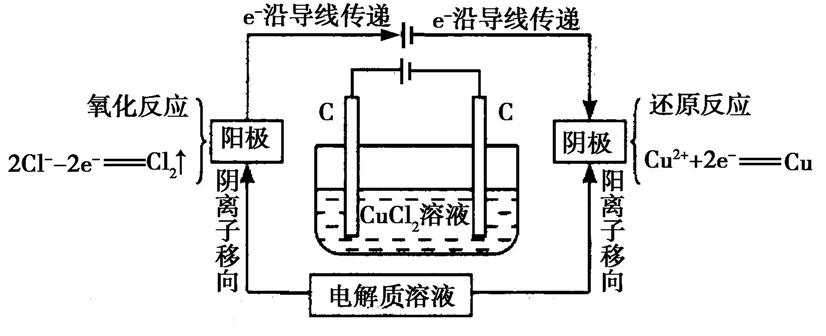 e⁻沿导线传递
e⁻沿导线传递
氧化反应
阳极
2Cl⁻−2e⁻══Cl₂↑
C
C
CuCl₂溶液
还原反应
阴极
Cu²⁺+2e⁻══Cu
阴离子移向
阳离子移向
电解质溶液